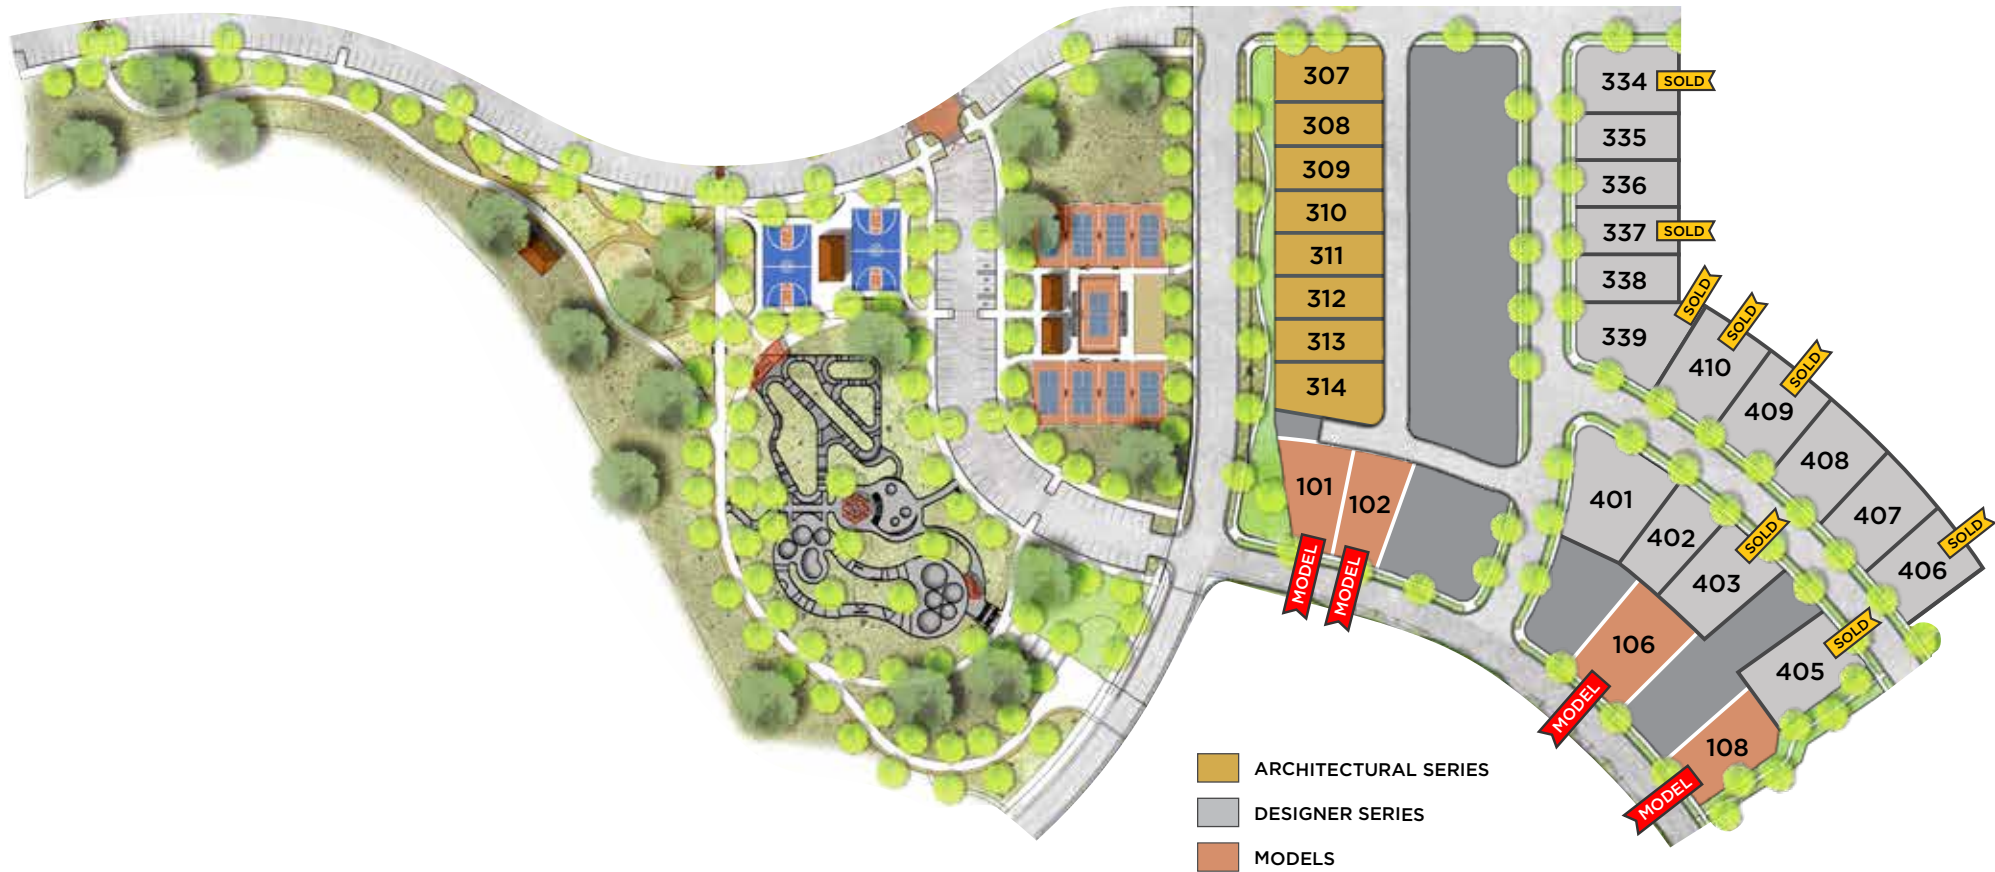 307
308
309
310
311
312
313
314
334 SOLD
335
336
337 SOLD
338
339
SOLD
410
SOLD
409
SOLD
408
407
406
SOLD
401
402
403
SOLD
405
SOLD
101
102
MODEL
MODEL
106
MODEL
108
MODEL
ARCHITECTURAL SERIES
DESIGNER SERIES
MODELS